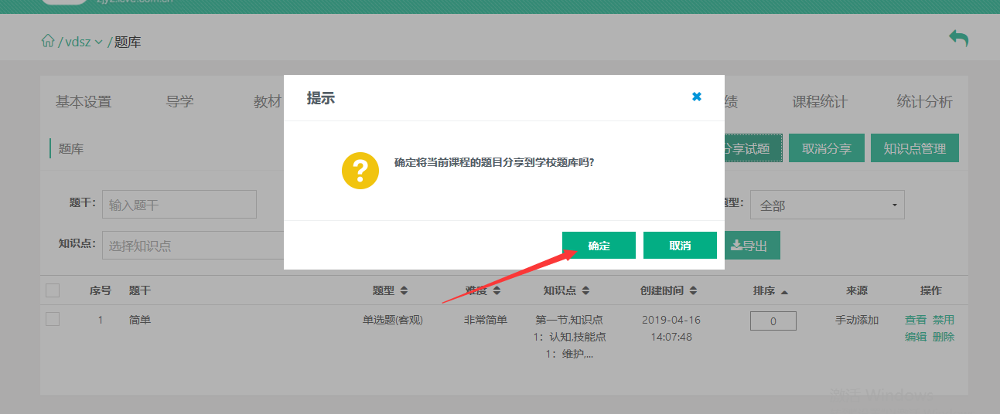 / vdsz / 题库
提示
基本设置 导学 教材 绩 课程统计 统计分析
题库 分享试题 取消分享 知识点管理
确定将当前课程的题目分享到学校题库吗?
题干: 输入题干 题型: 全部
知识点: 选择知识点 确定 取消 导出
序号 题干 题型 难度 知识点 创建时间 排序 来源 操作
1 简单 单选题(客观) 非常简单 第一节,知识点 2019-04-16 0 手动添加 查看 禁用
1：认知,技能点 14:07:48 编辑 删除
1：维护,...
激活 Windows